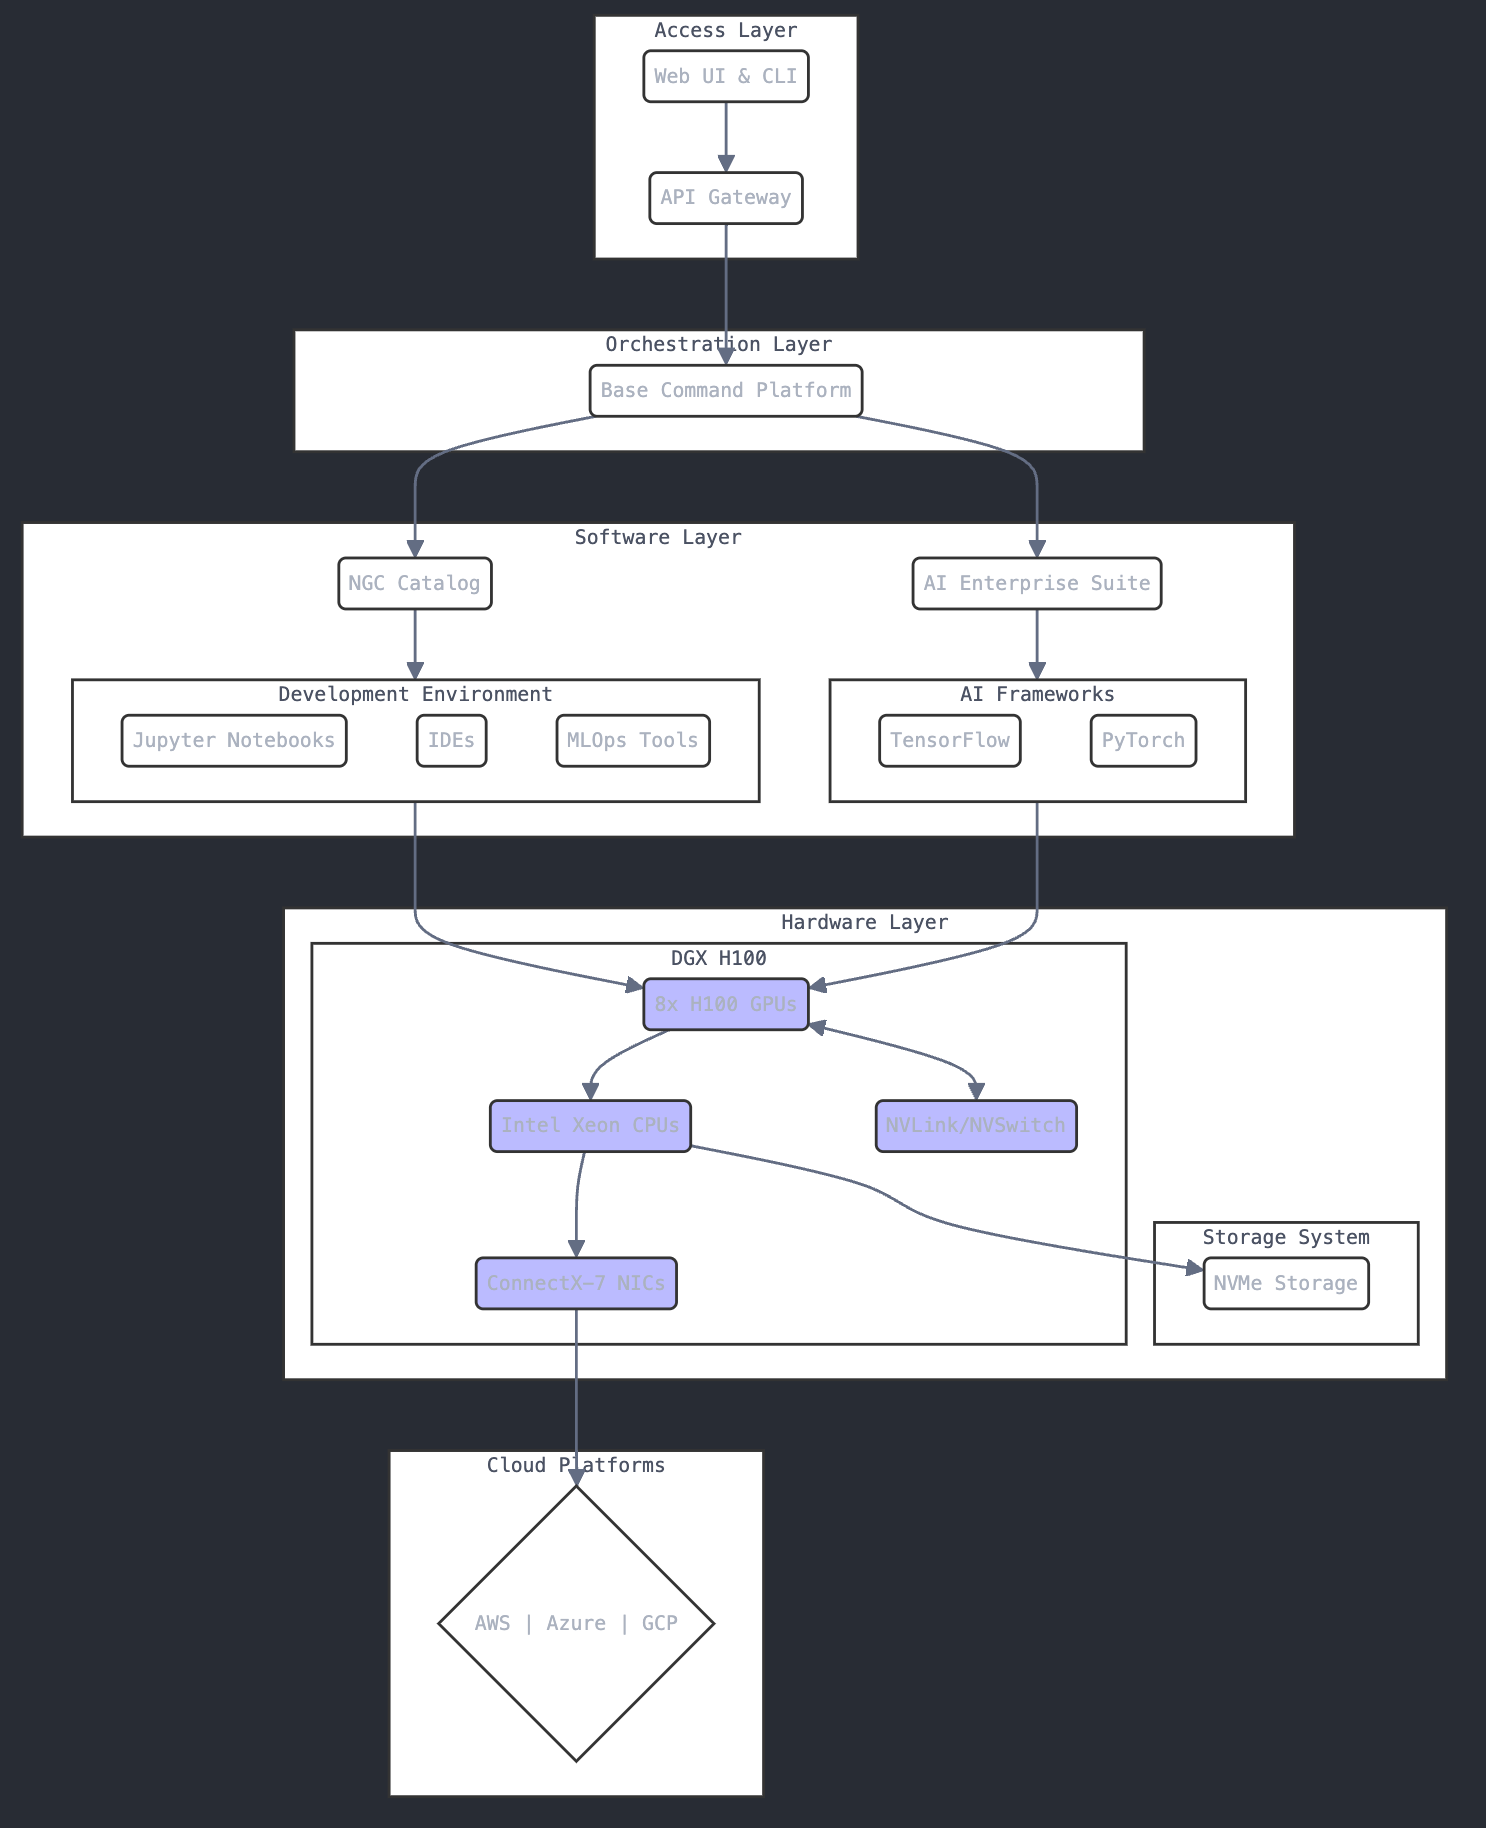 Access Layer
Web UI & CLI
API Gateway
Orchestration Layer
Base Command Platform
Software Layer
NGC Catalog
AI Enterprise Suite
Development Environment
AI Frameworks
Jupyter Notebooks
IDEs
MLOps Tools
TensorFlow
PyTorch
Hardware Layer
DGX H100
8x H100 GPUs
Intel Xeon CPUs
NVLink/NVSwitch
Storage System
ConnectX-7 NICs
NVMe Storage
Cloud Platforms
AWS | Azure | GCP